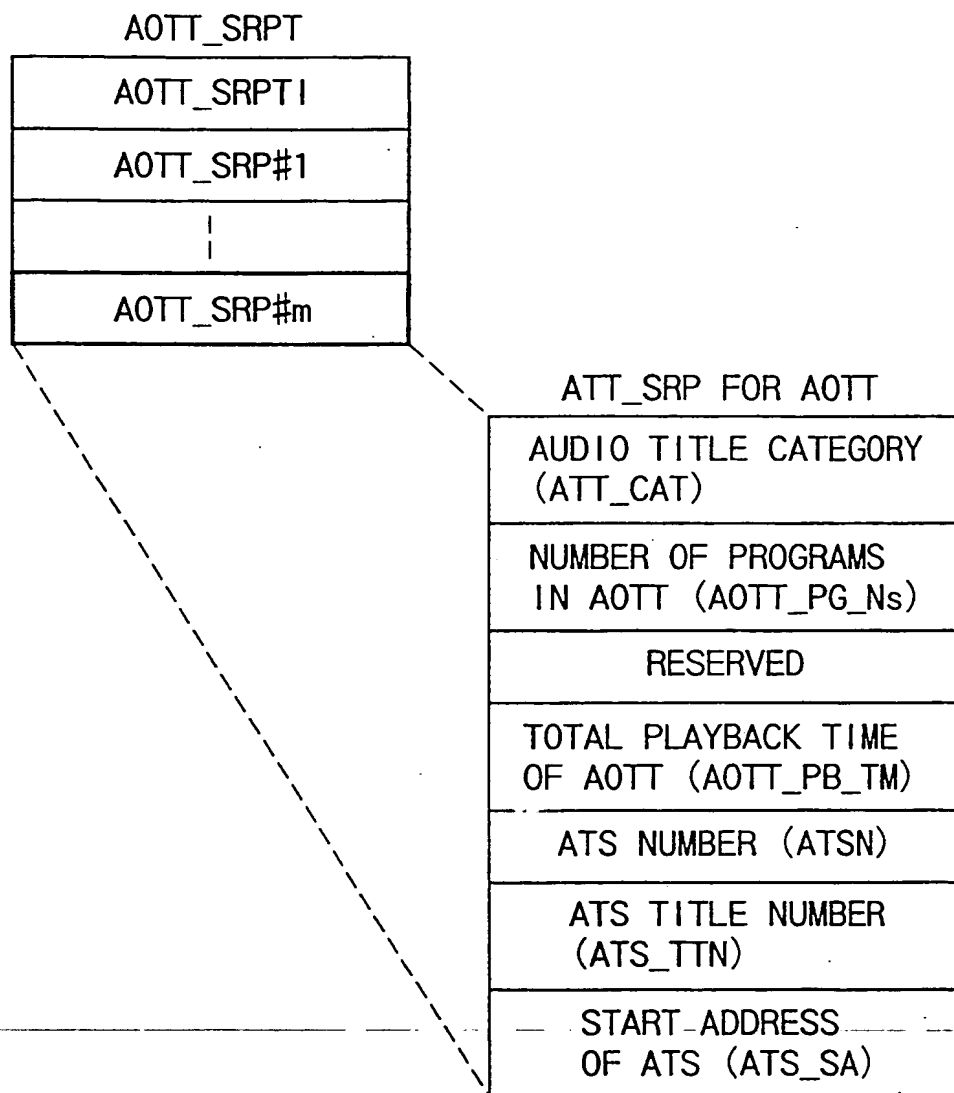 AOTT_SRPT
AOTT_SRPTI
AOTT_SRP#1
AOTT_SRP#m
ATT_SRP FOR AOTT
AUDIO TITLE CATEGORY
(ATT_CAT)
NUMBER OF PROGRAMS
IN AOTT (AOTT_PG_Ns)
RESERVED
TOTAL PLAYBACK TIME
OF AOTT (AOTT_PB_TM)
ATS NUMBER (ATSN)
ATS TITLE NUMBER
(ATS_TTN)
START ADDRESS
OF ATS (ATS_SA)